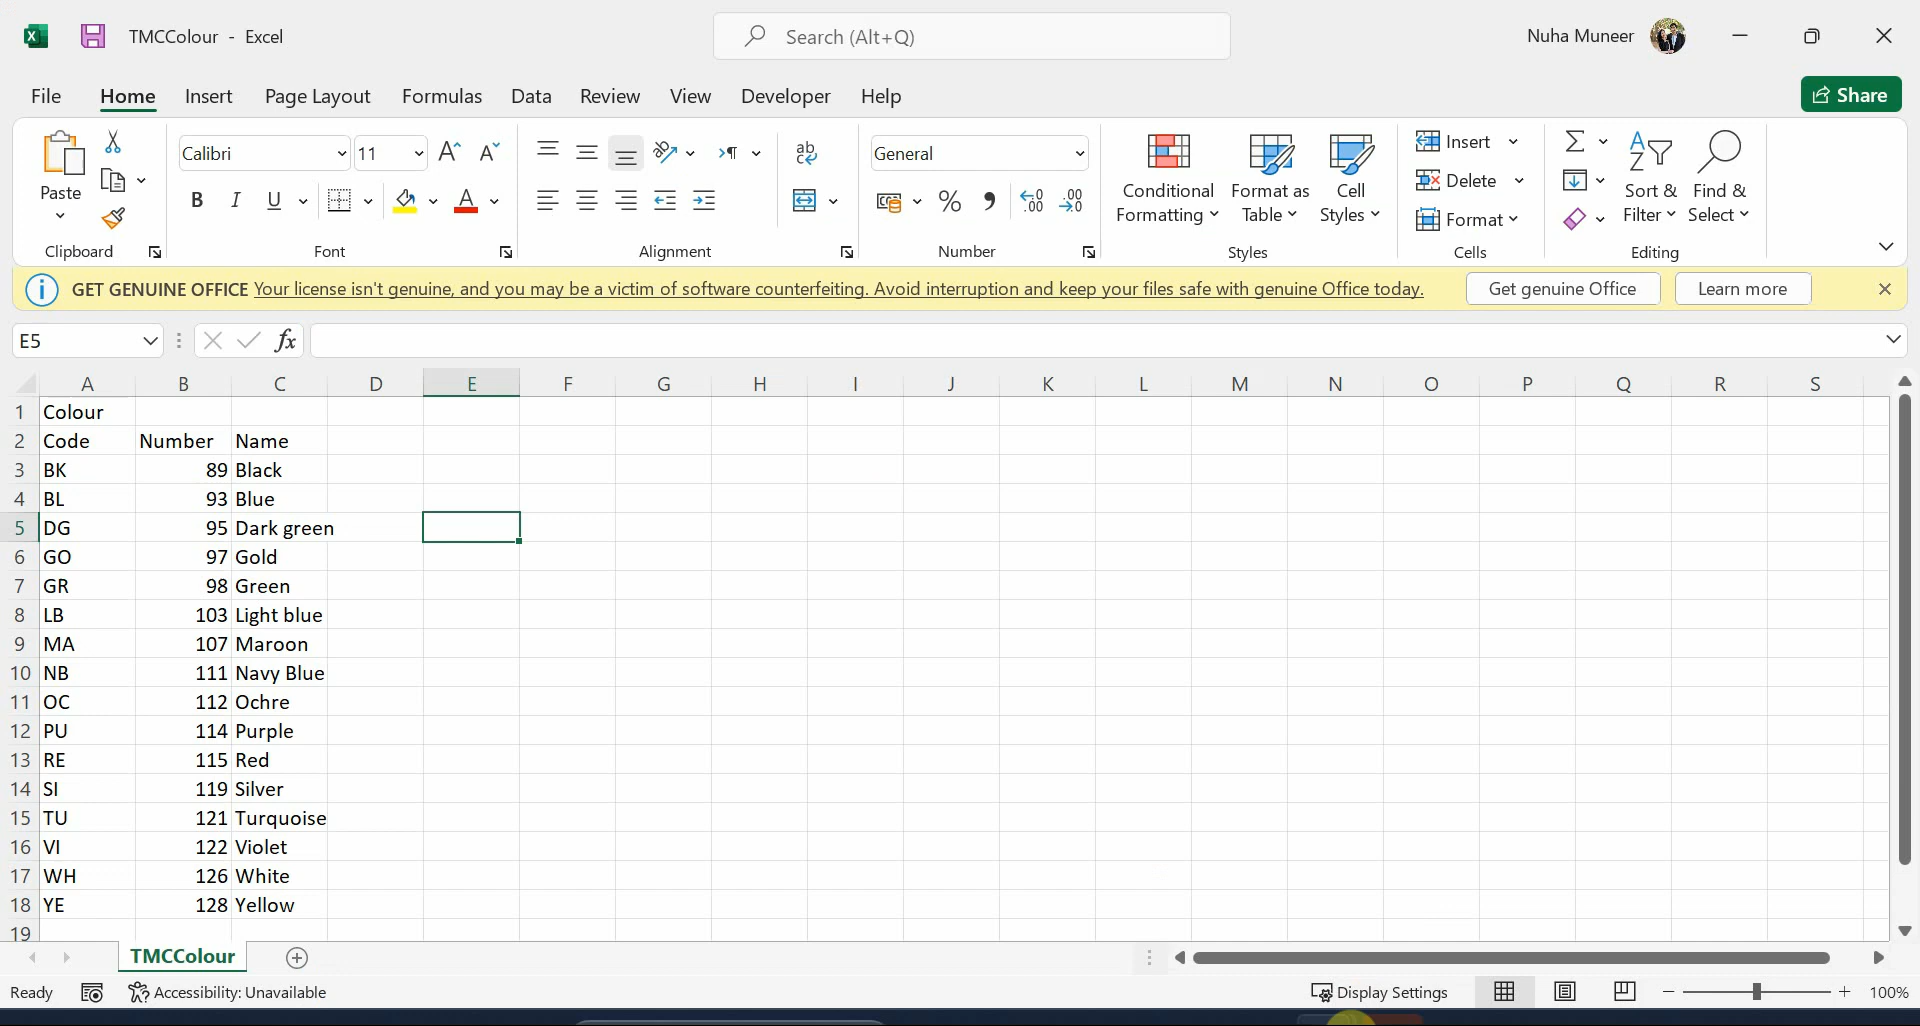 TMCColour - Excel
Search (Alt+Q)
Nuha Muneer
File Home Insert Page Layout Formulas Data Review View Developer Help
Share
Paste
Clipboard
Calibri 11
B I U
Font
ab
Alignment
General
% ,
Number
Conditional Formatting
Format as Table
Cell Styles
Styles
Insert
Delete
Format
Cells
Sort & Filter
Find & Select
Editing
GET GENUINE OFFICE Your license isn't genuine, and you may be a victim of software counterfeiting. Avoid interruption and keep your files safe with genuine Office today.
Get genuine Office
Learn more
E5
fx
A B C D E F G H I J K L M N O P Q R S
1 Colour
2 Code Number Name
3 BK 89 Black
4 BL 93 Blue
5 DG 95 Dark green
6 GO 97 Gold
7 GR 98 Green
8 LB 103 Light blue
9 MA 107 Maroon
10 NB 111 Navy Blue
11 OC 112 Ochre
12 PU 114 Purple
13 RE 115 Red
14 SI 119 Silver
15 TU 121 Turquoise
16 VI 122 Violet
17 WH 126 White
18 YE 128 Yellow
19
TMCColour
Ready
Accessibility: Unavailable
Display Settings
100%